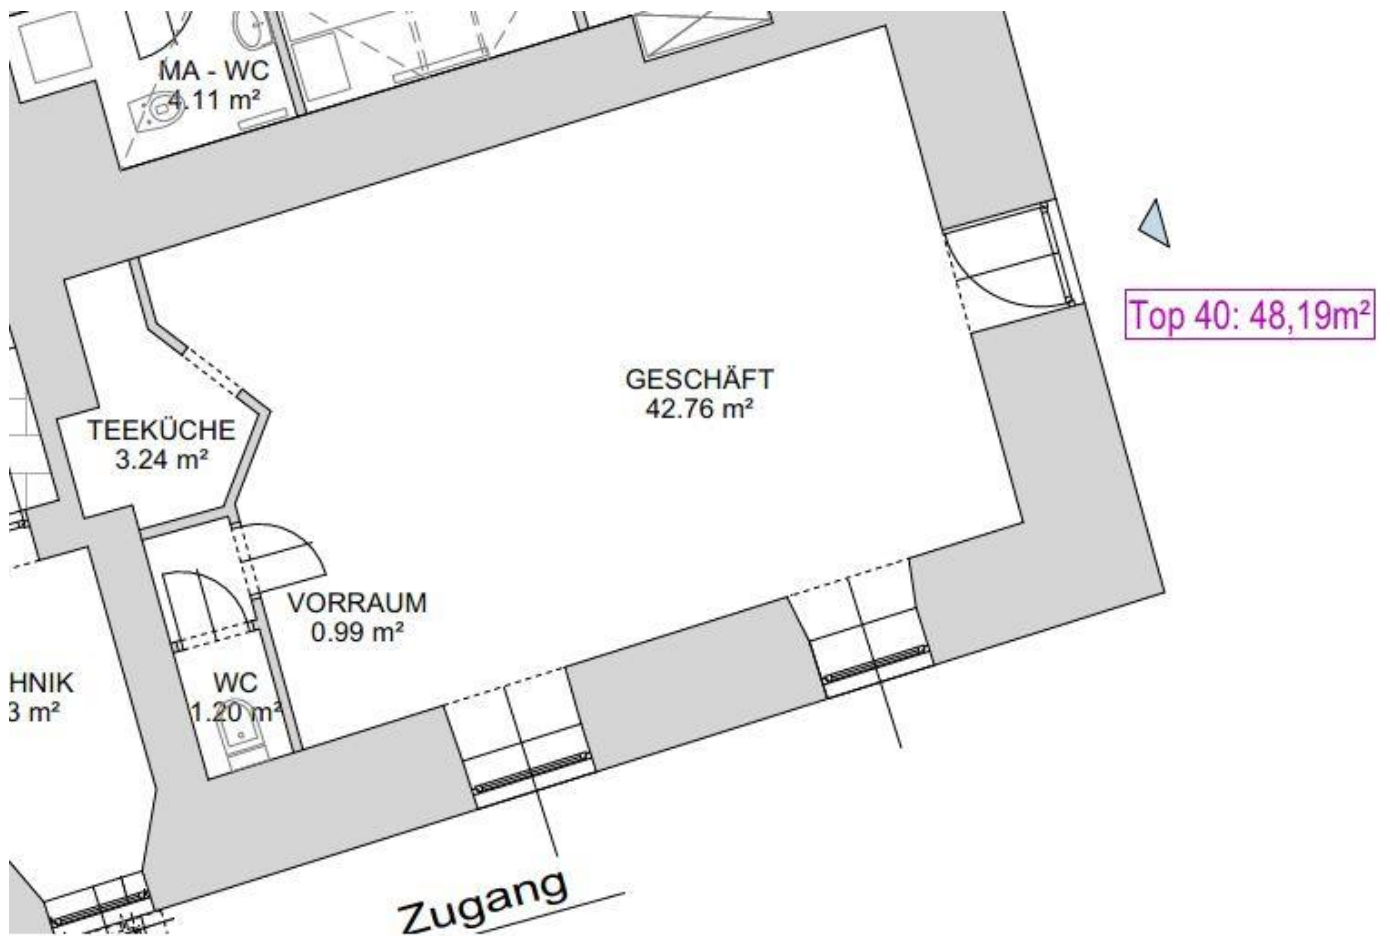 MA - WC
4.11 m²
Top 40: 48,19m²
GESCHÄFT
42.76 m²
TEEKÜCHE
3.24 m²
VORRAUM
0.99 m²
HNIK
3 m²
WC
1.20 m²
Zugang